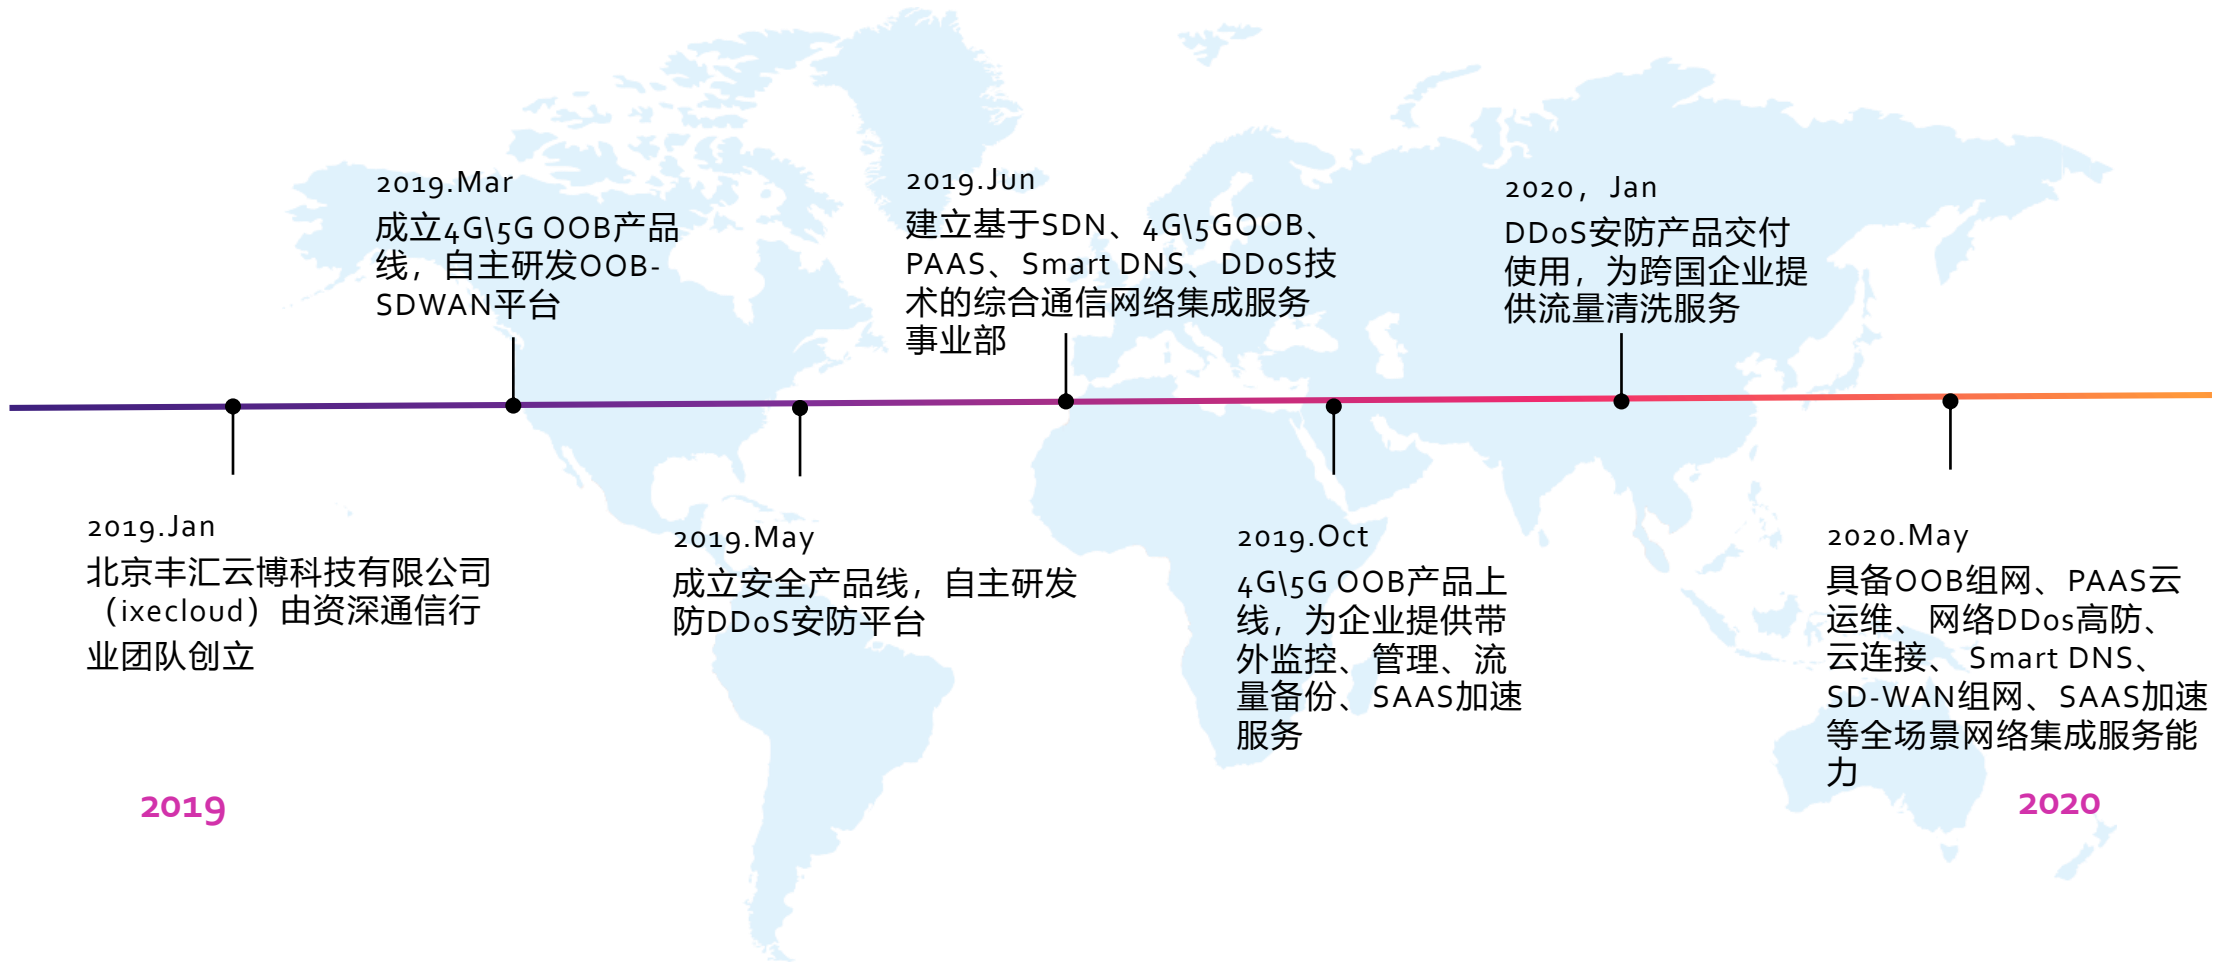 2019.Mar
成立4G\5G OOB产品
线，自主研发OOB-
SDWAN平台
2019.Jun
建立基于SDN、4G\5GOOB、
PAAS、Smart DNS、DDoS技
术的综合通信网络集成服务
事业部
2020，Jan
DDoS安防产品交付
使用，为跨国企业提
供流量清洗服务
2019.Jan
北京丰汇云博科技有限公司
（ixecloud）由资深通信行
业团队创立
2019.May
成立安全产品线，自主研发
防DDoS安防平台
2019.Oct
4G\5G OOB产品上
线，为企业提供带
外监控、管理、流
量备份、SAAS加速
服务
2020.May
具备OOB组网、PAAS云
运维、网络DDos高防、
云连接、 Smart DNS、
SD-WAN组网、SAAS加速
等全场景网络集成服务能
力
2019
2020